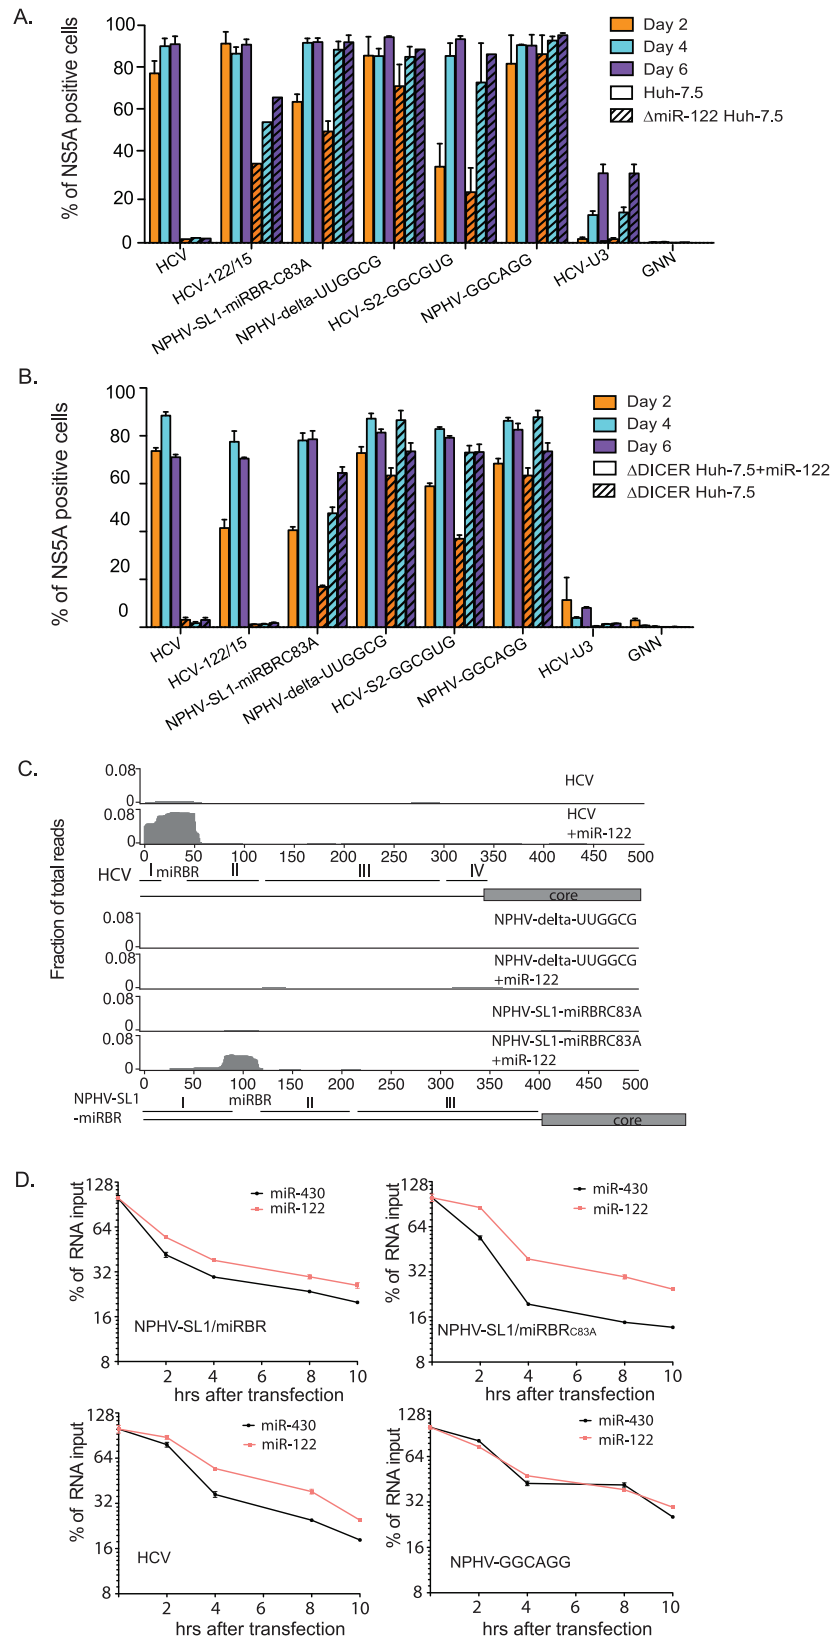 A.
% of NS5A positive cells
100
80
60
40
20
0
Day 2
Day 4
Day 6
Huh-7.5
ΔmiR-122 Huh-7.5
HCV
HCV-122/15
NPHV-SL1-miRBR-C83A
NPHV-delta-UUGGCG
HCV-S2-GGCGUG
NPHV-GGCAGG
HCV-U3
GNN
B.
% of NS5A positive cells
100
80
60
40
20
0
Day 2
Day 4
Day 6
ΔDICER Huh-7.5+miR-122
ΔDICER Huh-7.5
HCV
HCV-122/15
NPHV-SL1-miRBRC83A
NPHV-delta-UUGGCG
HCV-S2-GGCGUG
NPHV-GGCAGG
HCV-U3
GNN
C.
Fraction of total reads
0.08
0
HCV
0.08
0
HCV
+miR-122
0 50 100 150 200 250 300 350 400 450 500
HCV I miRBR II III IV
core
0.08
0
NPHV-delta-UUGGCG
0.08
0
NPHV-delta-UUGGCG
+miR-122
0.08
0
NPHV-SL1-miRBRC83A
0.08
0
NPHV-SL1-miRBRC83A
+miR-122
0 50 100 150 200 250 300 350 400 450 500
NPHV-SL1
-miRBR
I miRBR II III
core
D.
% of RNA input
128
64
32
16
8
miR-430
miR-122
NPHV-SL1/miRBR
2 4 6 8 10
hrs after transfection
% of RNA input
128
64
32
16
8
miR-430
miR-122
NPHV-SL1/miRBRC83A
2 4 6 8 10
hrs after transfection
% of RNA input
128
64
32
16
8
miR-430
miR-122
HCV
2 4 6 8 10
hrs after transfection
% of RNA input
128
64
32
16
8
miR-430
miR-122
NPHV-GGCAGG
2 4 6 8 10
hrs after transfection